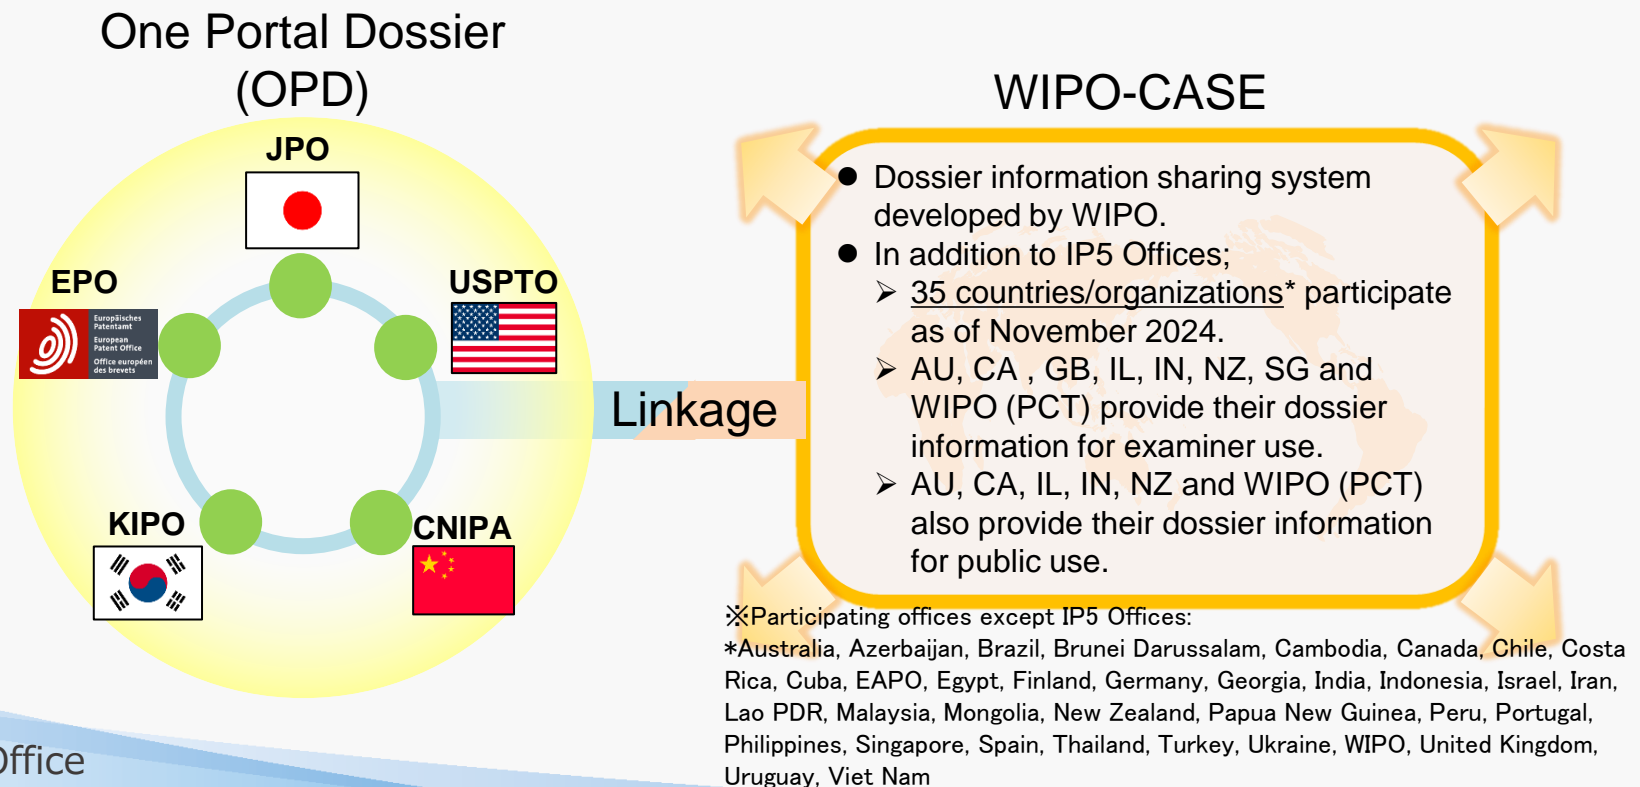 One Portal Dossier
(OPD)
JPO
EPO
Europäisches
Patentamt
European
Patent Office
Office européen
des brevets
USPTO
KIPO
CNIPA
Linkage
WIPO-CASE
● Dossier information sharing system
developed by WIPO.
● In addition to IP5 Offices;
➢ 35 countries/organizations* participate
as of November 2024.
➢ AU, CA , GB, IL, IN, NZ, SG and
WIPO (PCT) provide their dossier
information for examiner use.
➢ AU, CA, IL, IN, NZ and WIPO (PCT)
also provide their dossier information
for public use.
※Participating offices except IP5 Offices:
*Australia, Azerbaijan, Brazil, Brunei Darussalam, Cambodia, Canada, Chile, Costa
Rica, Cuba, EAPO, Egypt, Finland, Germany, Georgia, India, Indonesia, Israel, Iran,
Lao PDR, Malaysia, Mongolia, New Zealand, Papua New Guinea, Peru, Portugal,
Philippines, Singapore, Spain, Thailand, Turkey, Ukraine, WIPO, United Kingdom,
Uruguay, Viet Nam
Office